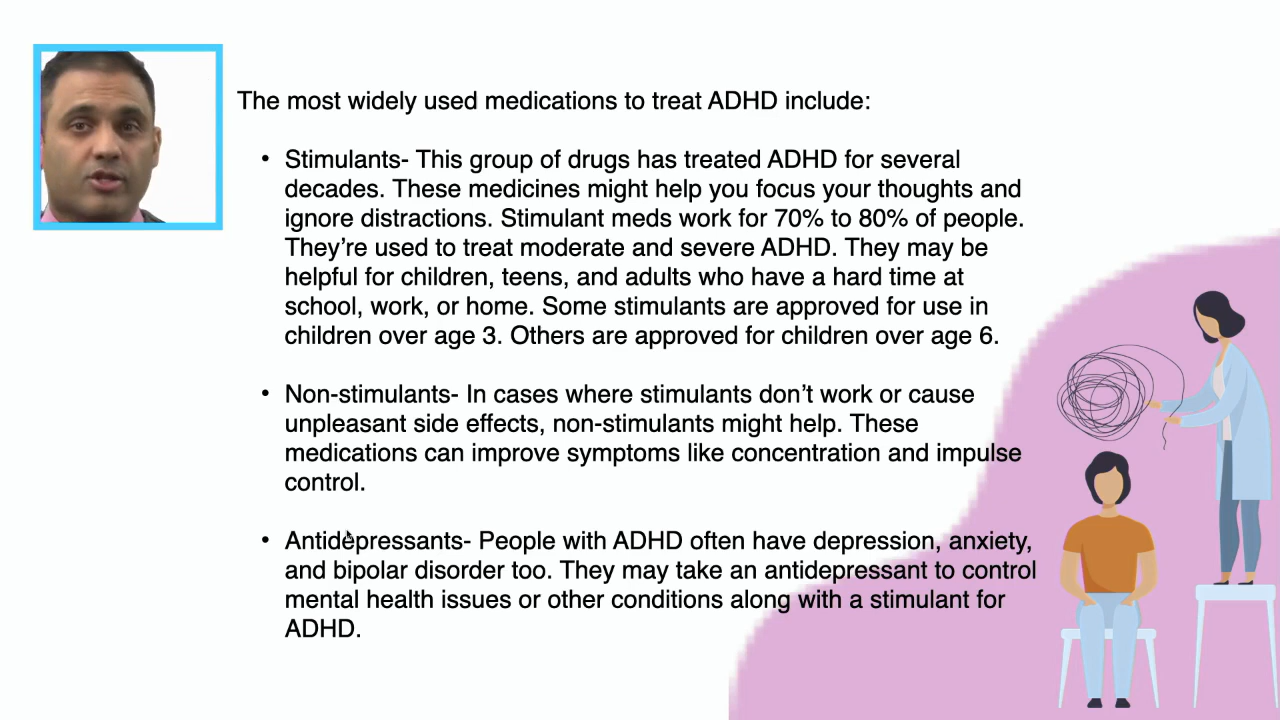 The most widely used medications to treat ADHD include:
• Stimulants- This group of drugs has treated ADHD for several
decades. These medicines might help you focus your thoughts and
ignore distractions. Stimulant meds work for 70% to 80% of people.
They’re used to treat moderate and severe ADHD. They may be
helpful for children, teens, and adults who have a hard time at
school, work, or home. Some stimulants are approved for use in
children over age 3. Others are approved for children over age 6.
• Non-stimulants- In cases where stimulants don’t work or cause
unpleasant side effects, non-stimulants might help. These
medications can improve symptoms like concentration and impulse
control.
• Antidepressants- People with ADHD often have depression, anxiety,
and bipolar disorder too. They may take an antidepressant to control
mental health issues or other conditions along with a stimulant for
ADHD.